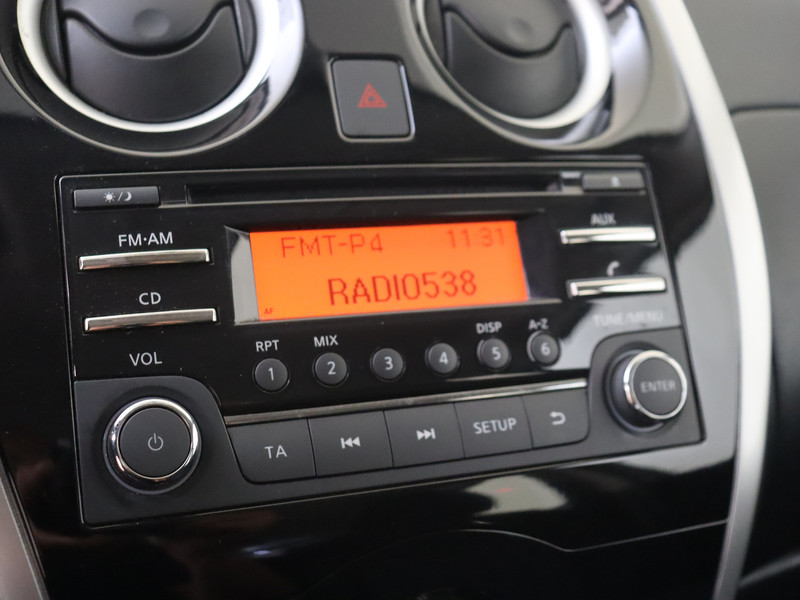 FM·AM
CD
VOL
FMT-P4 11:31
RADIO538
AF
AUX
TUNE/MENU
RPT MIX DISP A-Z
1 2 3 4 5 6
TA SETUP
ENTER